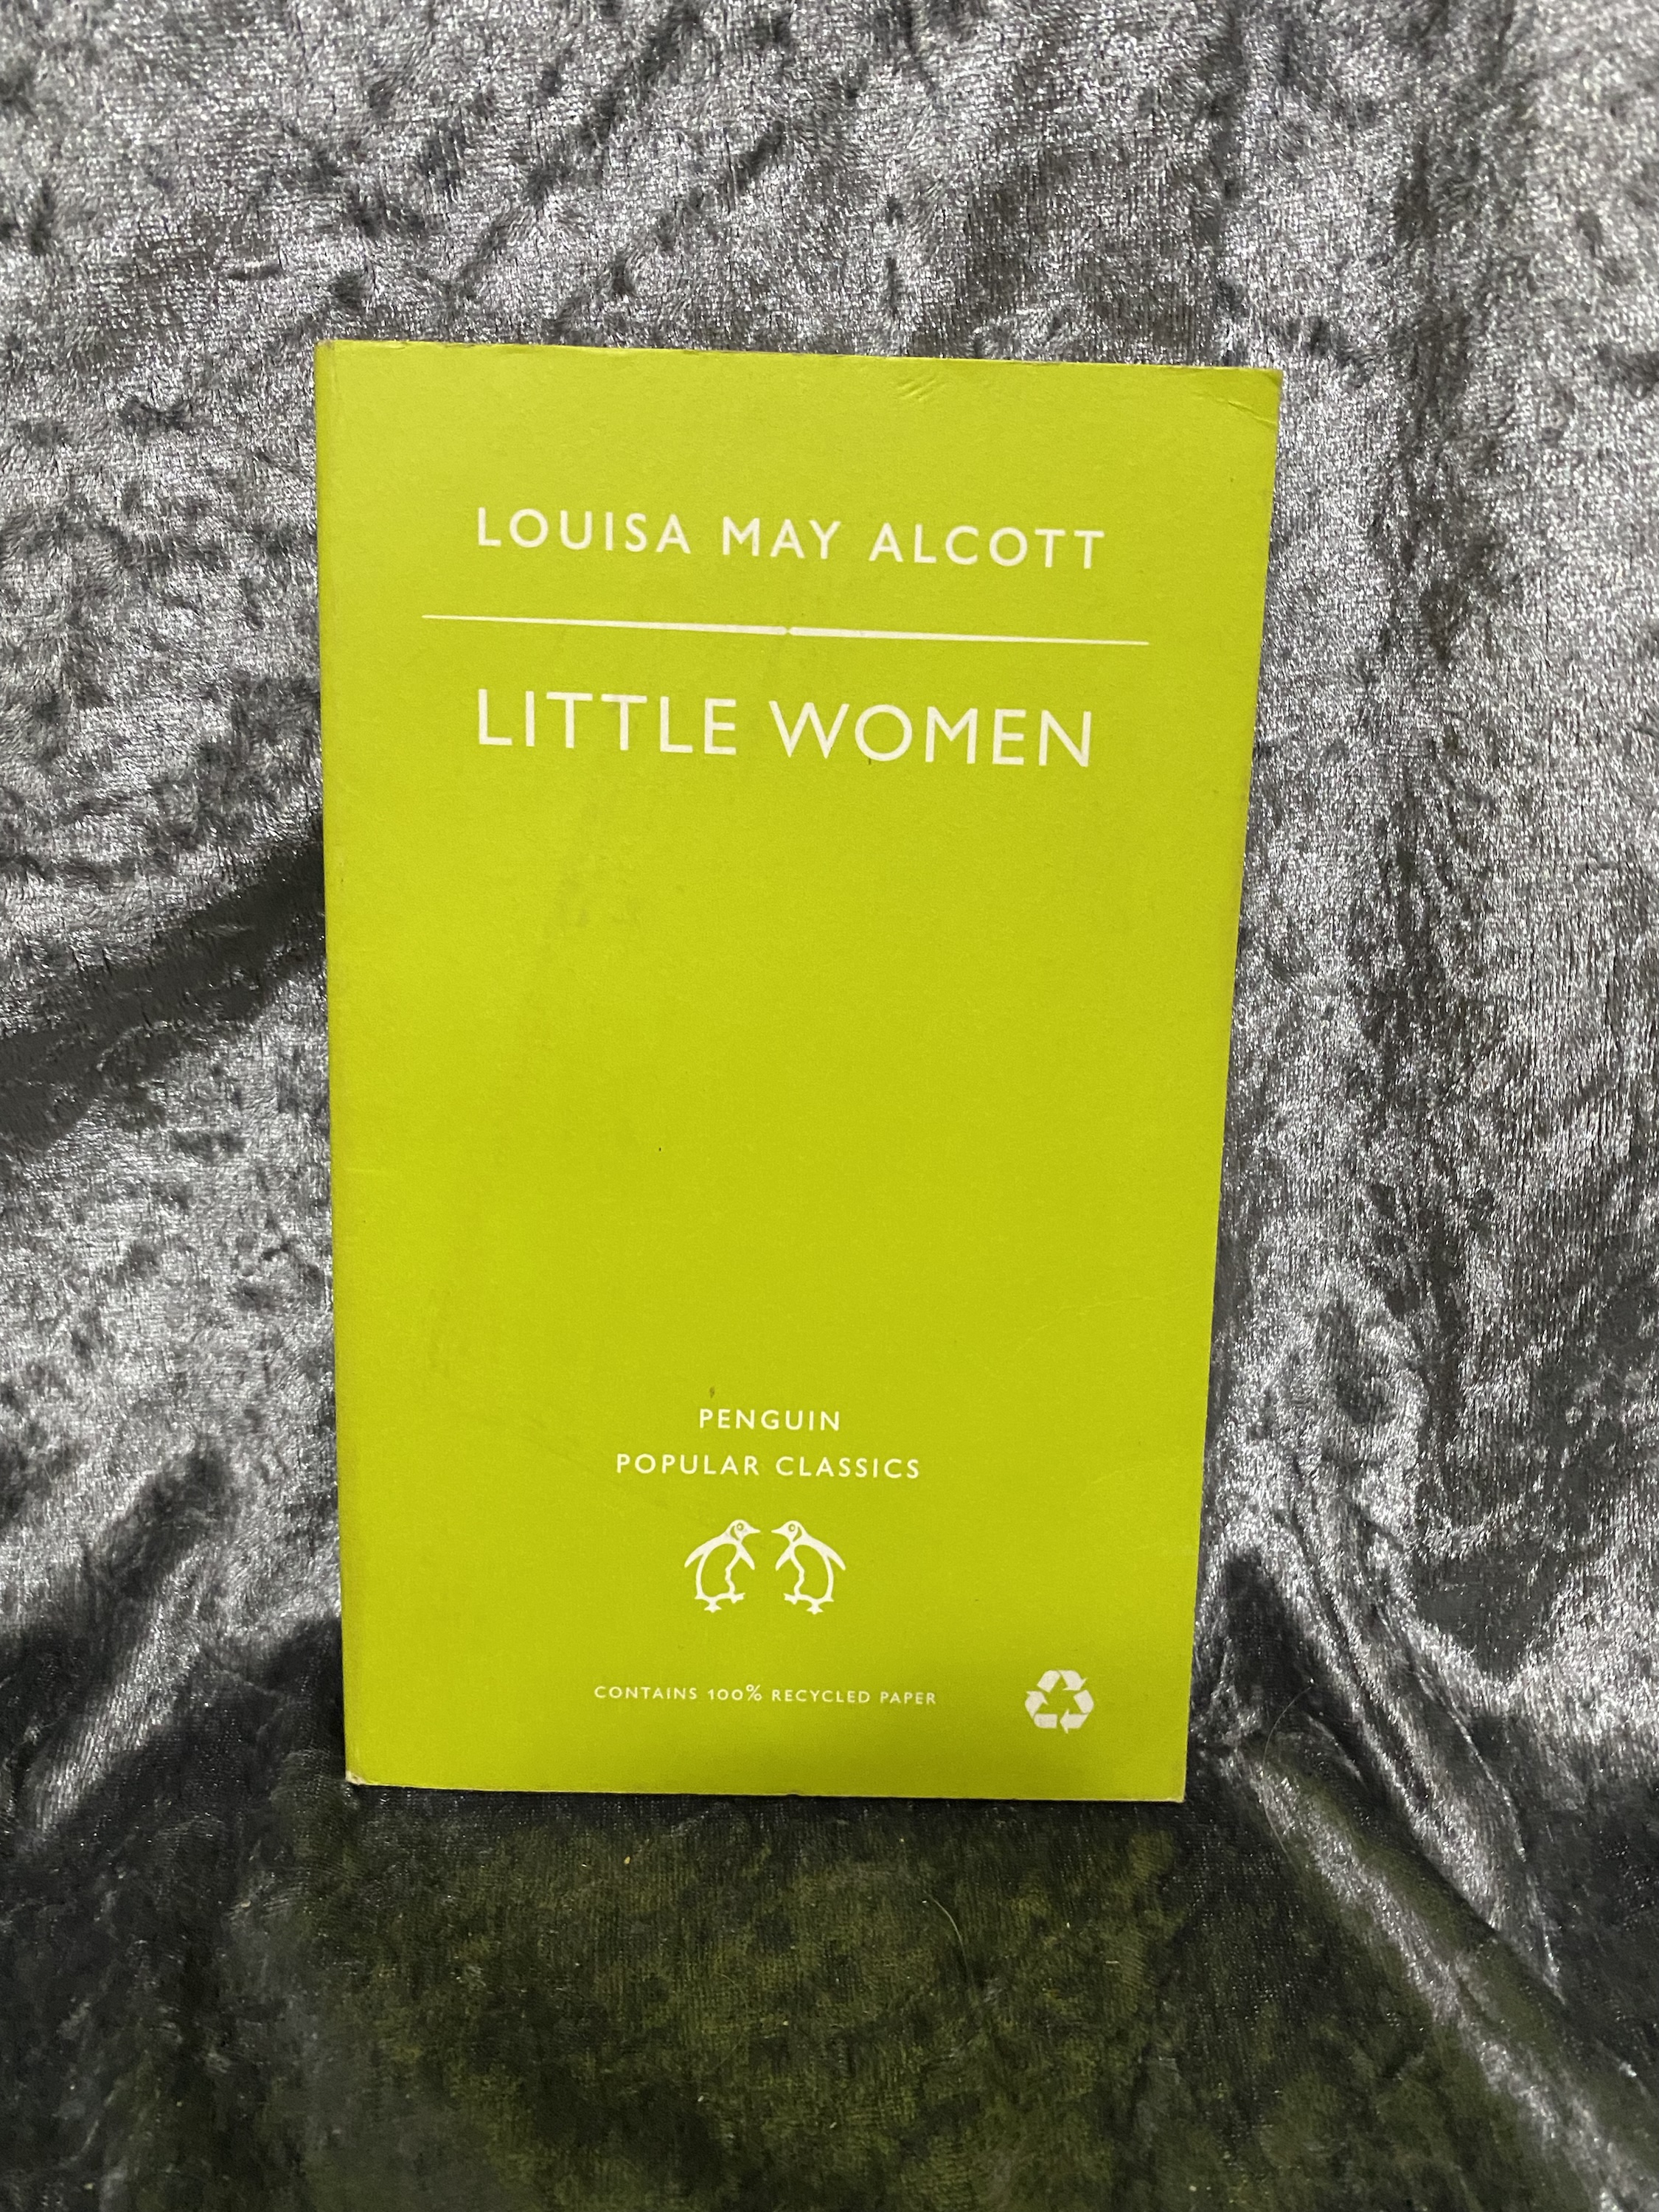 LOUISA MAY ALCOTT
LITTLE WOMEN
PENGUIN
POPULAR CLASSICS
CONTAINS 100% RECYCLED PAPER